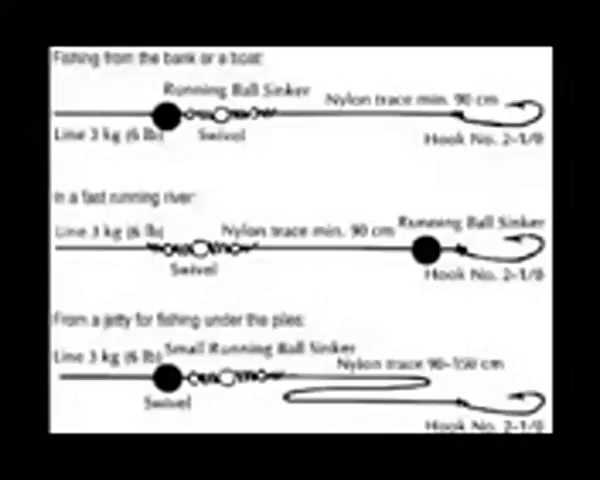 Fishing from the bank or a boat:
Running Ball Sinker
Nylon trace min. 90 cm
Line 3 kg (6 lb)
Swivel
Hook No. 2-1/0
In a fast running river:
Line 3 kg (6 lb)
Nylon trace min. 90 cm
Running Ball Sinker
Swivel
Hook No. 2-1/0
From a jetty for fishing under the piles:
Line 3 kg (6 lb)
Small Running Ball Sinker
Nylon trace 90-150 cm
Swivel
Hook No. 2-1/0